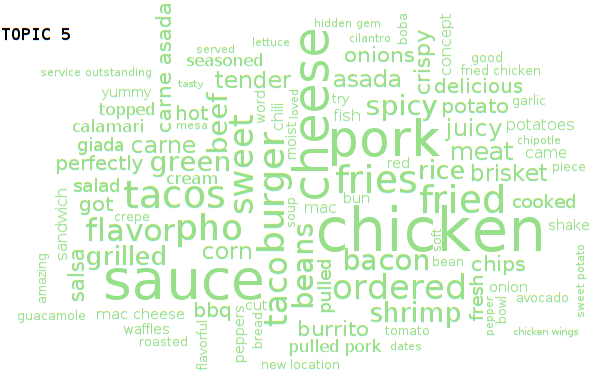 TOPIC 5
hidden gem
served
lettuce
cilantro
boba
concept
good
service outstanding
seasoned
carne asada
cheese
onions
crispy
fried chicken
tasty
yummy
tender
asada
delicious
loved
try
topped
hot
beef
word
chili
fish
spicy
potato
garlic
calamari
mesa
sweet
moist
pork
juicy
potatoes
chipotle
giada
carne
burger
meat
came
perfectly
green
red
rice
brisket
piece
salad
cream
tacos
fries
fried
cooked
sandwich
got
crepe
soup
mac
bun
chicken
shake
flavor
pho
corn
beans
soft
salsa
grilled
taco
pulled
bacon
bean
chips
sweet potato
amazing
sauce
ordered
fresh
onion
avocado
guacamole
mac cheese
bbq
cut
shrimp
pepper
bowl
waffles
roasted
flavorful
peppers
bread
burrito
tomato
chicken wings
pulled pork
dates
new location